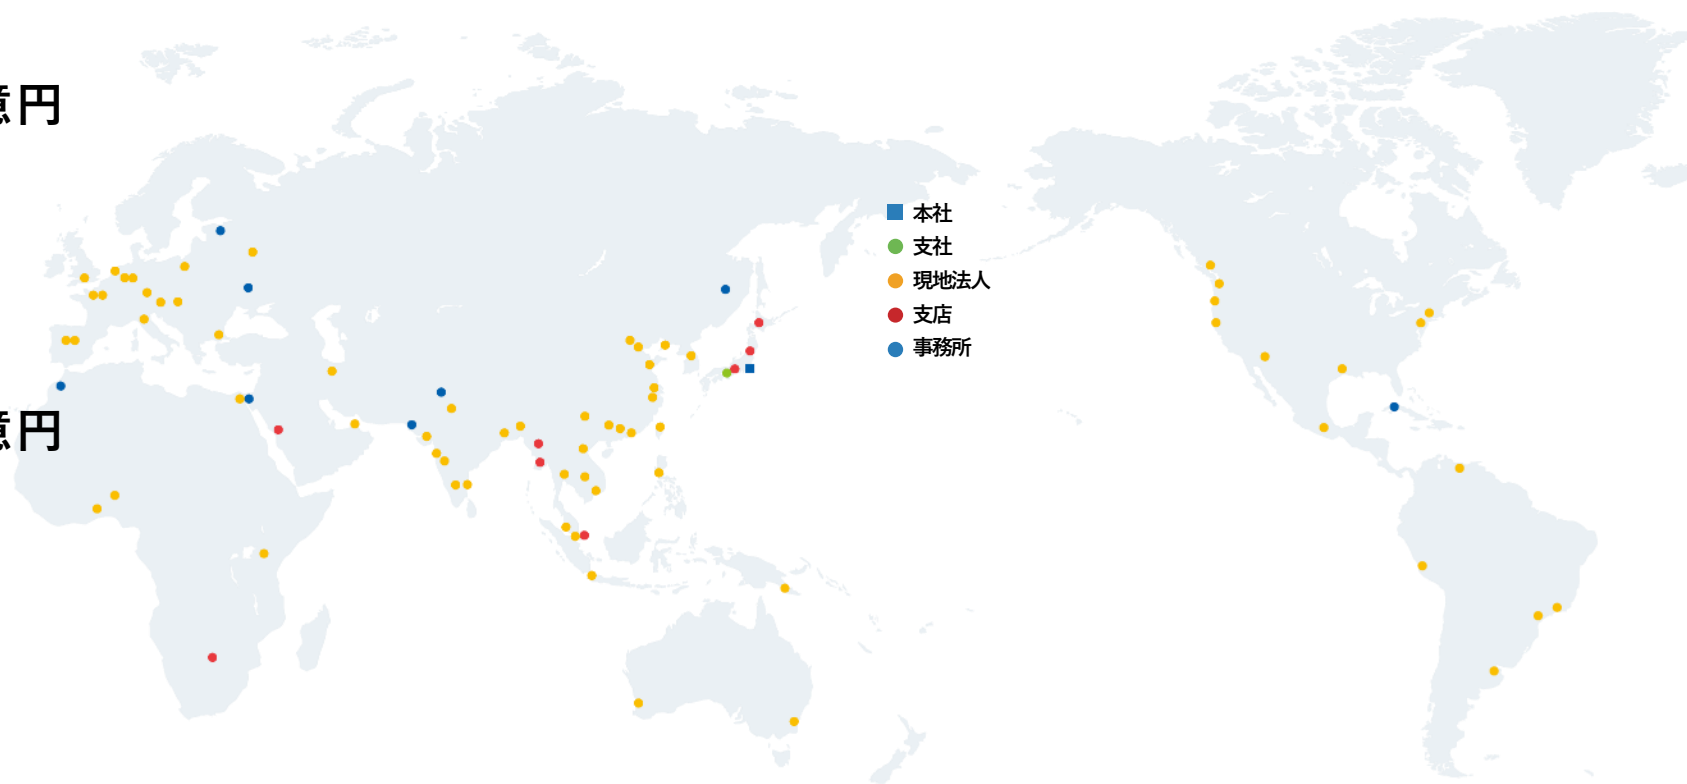 円
本社
支社
現地法人
支店
事務所
円